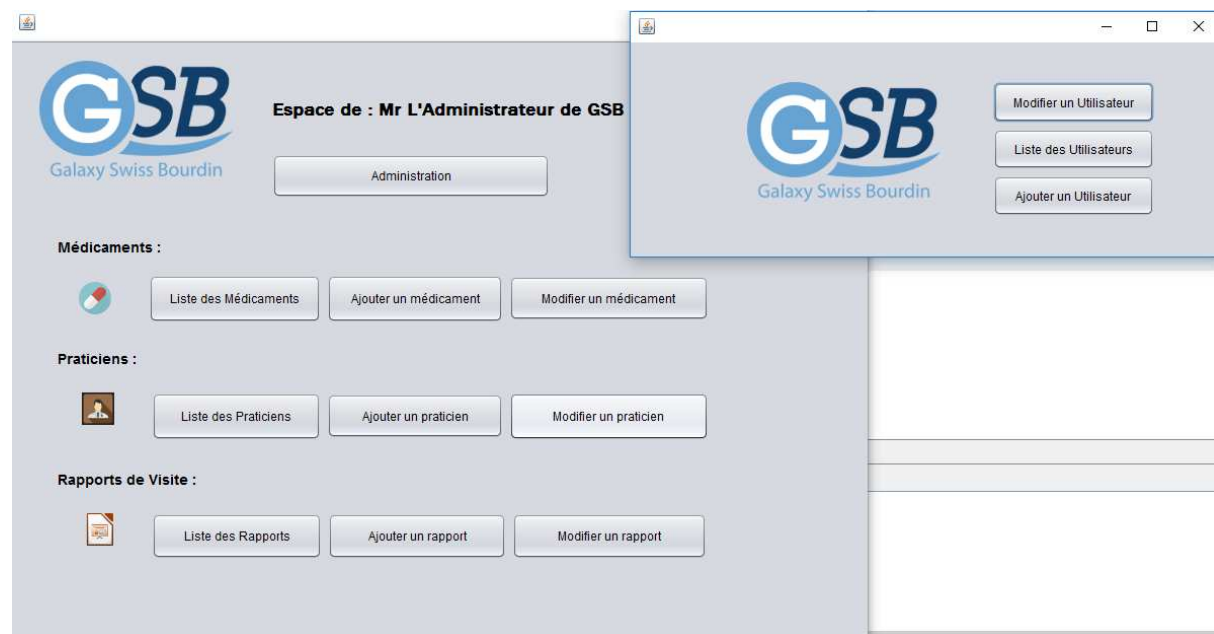 GSB
Galaxy Swiss Bourdin
Espace de : Mr L'Administrateur de GSB
Administration
Médicaments :
Liste des Médicaments
Ajouter un médicament
Modifier un médicament
Praticiens :
Liste des Praticiens
Ajouter un praticien
Modifier un praticien
Rapports de Visite :
Liste des Rapports
Ajouter un rapport
Modifier un rapport
GSB
Galaxy Swiss Bourdin
Modifier un Utilisateur
Liste des Utilisateurs
Ajouter un Utilisateur